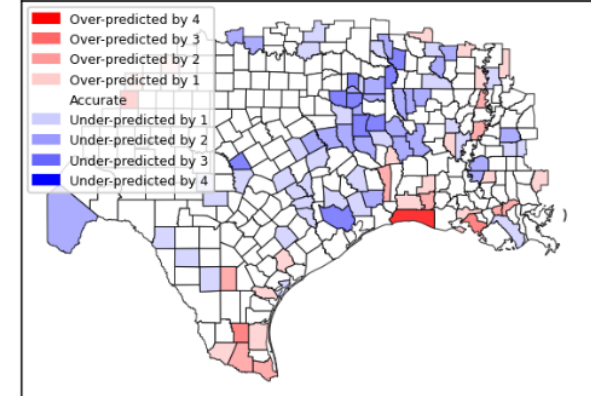 Over-predicted by 4
Over-predicted by 3
Over-predicted by 2
Over-predicted by 1
Accurate
Under-predicted by 1
Under-predicted by 2
Under-predicted by 3
Under-predicted by 4